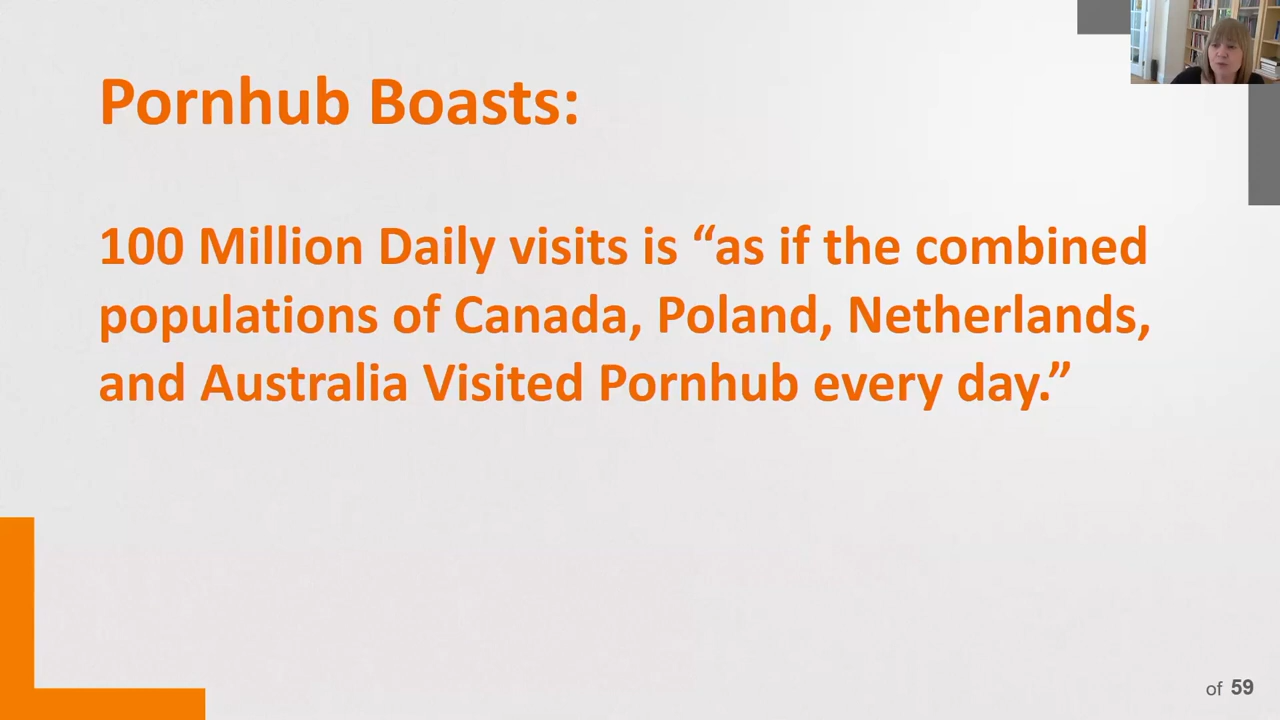 Pornhub Boasts:
100 Million Daily visits is “as if the combined
populations of Canada, Poland, Netherlands,
and Australia Visited Pornhub every day.”
of 59